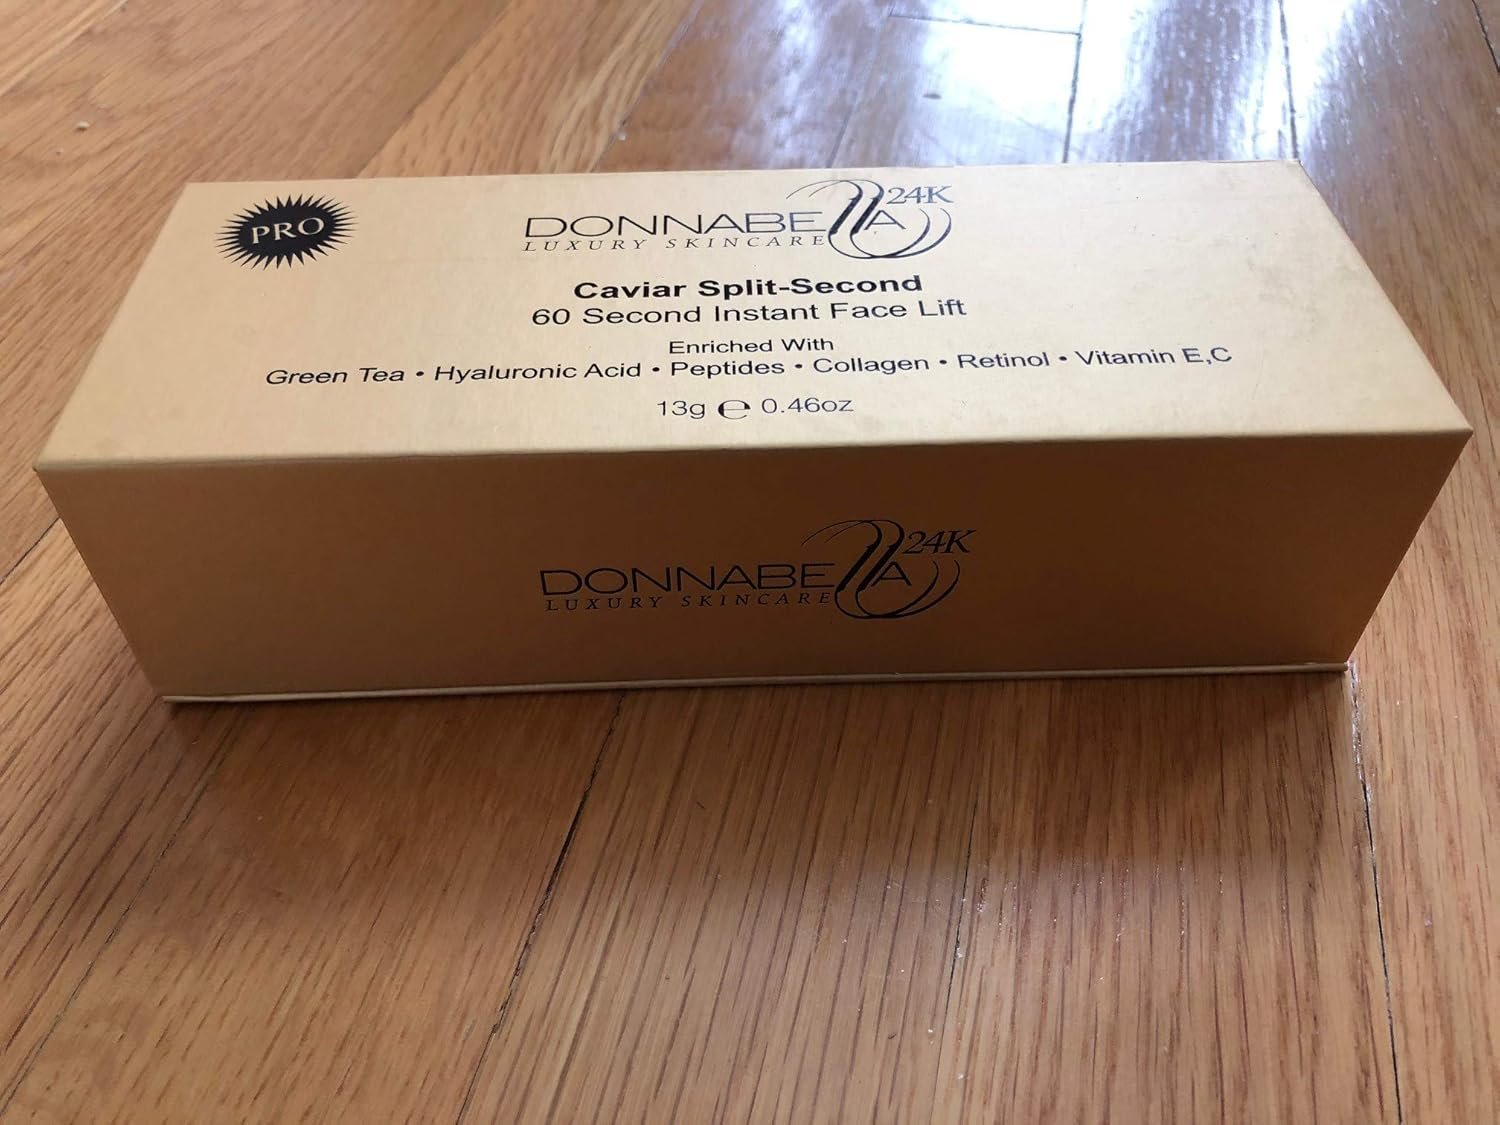 PRO
DONNABELLA 24K
LUXURY SKINCARE
Caviar Split-Second
60 Second Instant Face Lift
Enriched With
Green Tea • Hyaluronic Acid • Peptides • Collagen • Retinol • Vitamin E,C
13g ℮ 0.46oz
DONNABELLA 24K
LUXURY SKINCARE